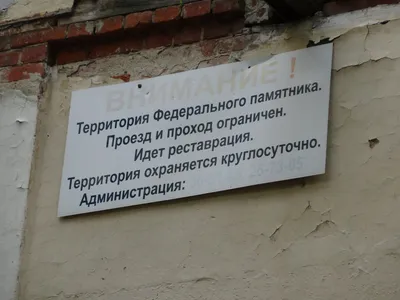 ВНИМАНИЕ !
Территория Федерального памятника.
Проезд и проход ограничен.
Идет реставрация.
Территория охраняется круглосуточно.
Администрация: